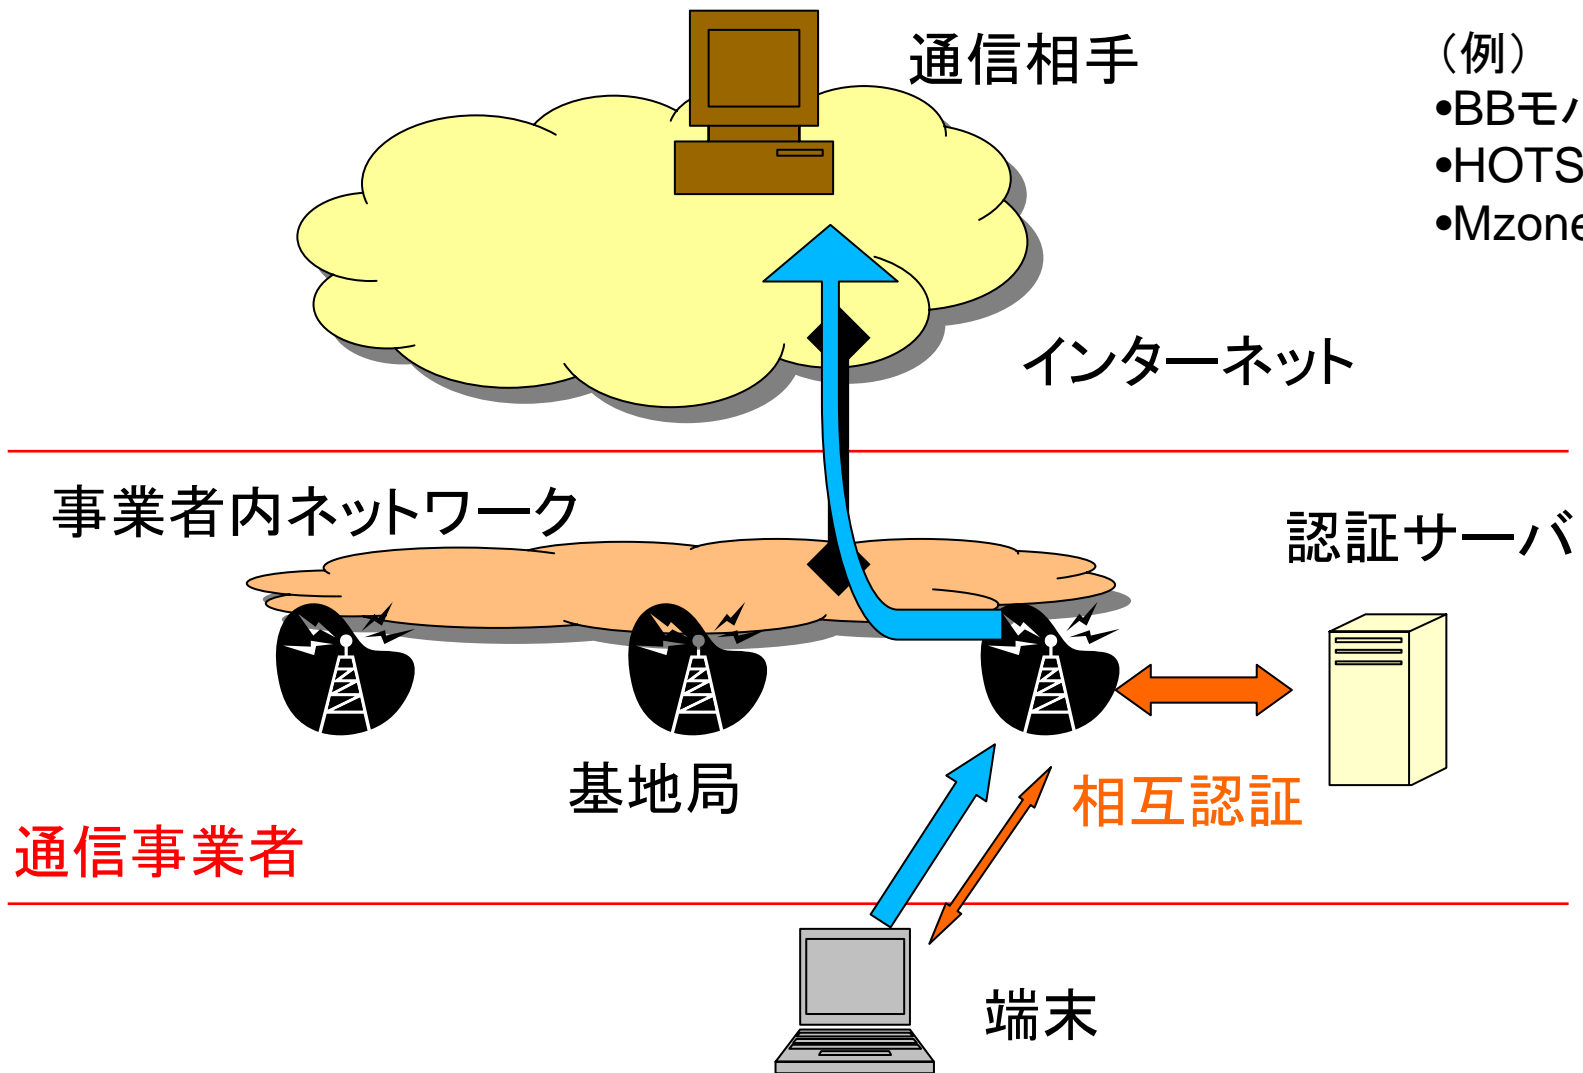 通信相手
（例）
•BBモバ
•HOTS
•Mzone
インターネット
事業者内ネットワーク
認証サーバ
基地局
相互認証
通信事業者
端末